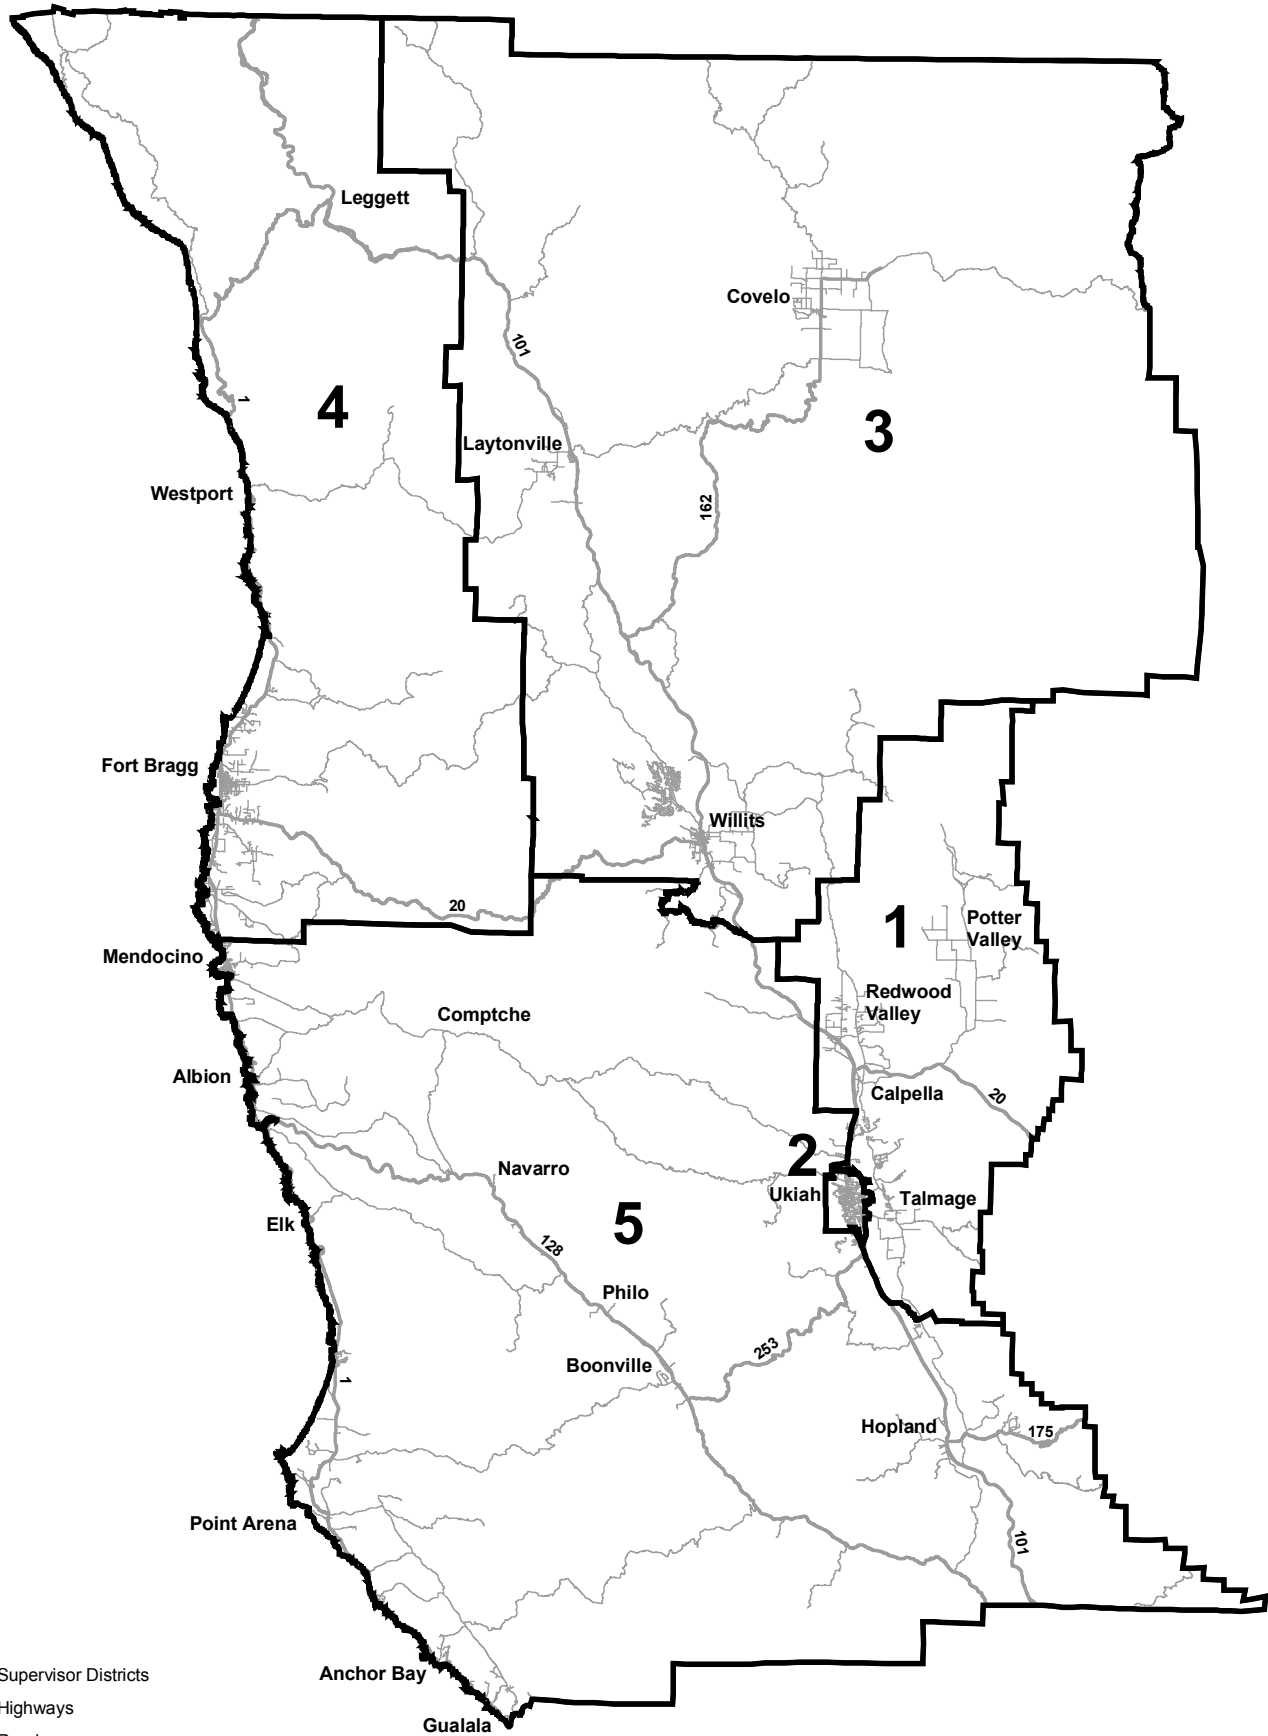 Leggett
Covelo
101
1
4
3
Laytonville
Westport
162
Fort Bragg
Willits
20
1
Potter
Valley
Mendocino
Redwood
Valley
Comptche
Albion
Calpella
20
2
Navarro
Ukiah
Talmage
5
Elk
128
Philo
253
Boonville
1
Hopland
175
Point Arena
101
Anchor Bay
Gualala
Supervisor Districts
Highways